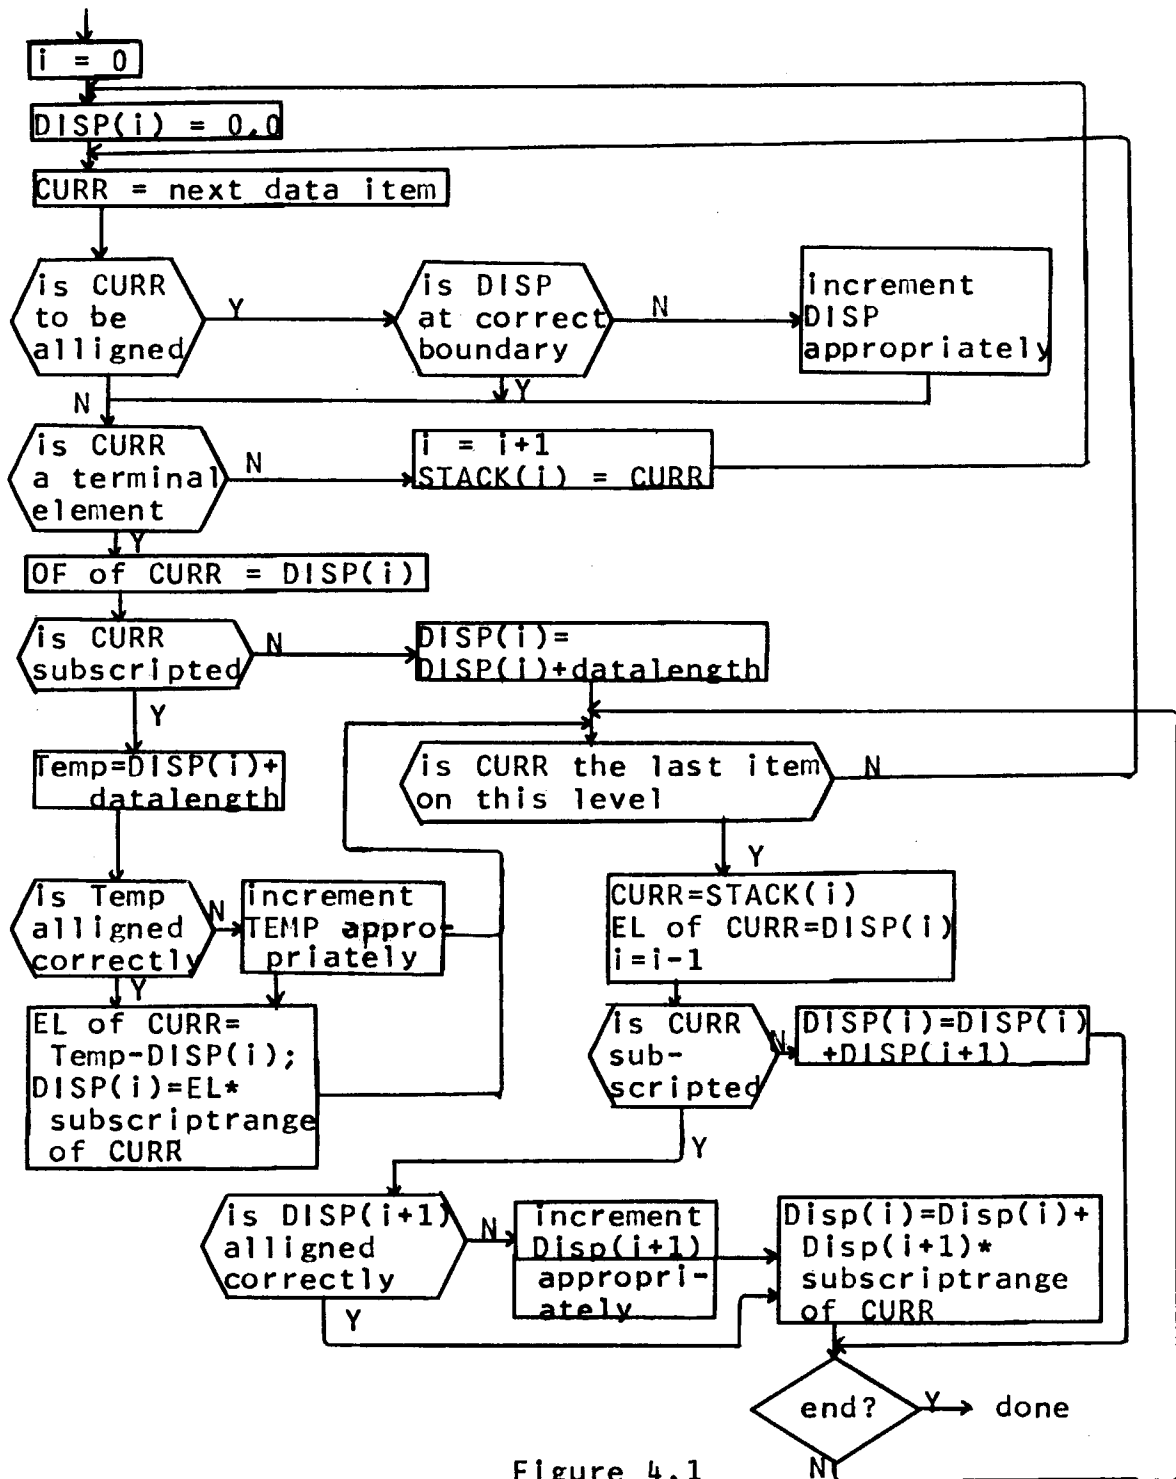 i = 0
DISP(i) = 0,0
CURR = next data item
is CURR
to be
alligned
Y
is DISP
at correct
boundary
N
increment
DISP
appropriately
Y
N
is CURR
a terminal
element
N
i = i+1
STACK(i) = CURR
Y
OF of CURR = DISP(i)
is CURR
subscripted
N
DISP(i)=
DISP(i)+datalength
Y
Temp=DISP(i)+
datalength
is CURR the last item
on this level
N
Y
is Temp
alligned
correctly
N
increment
TEMP appro-
priately
Y
CURR=STACK(i)
EL of CURR=DISP(i)
i=i-1
EL of CURR=
Temp-DISP(i);
DISP(i)=EL*
subscriptrange
of CURR
is CURR
sub-
scripted
N
DISP(i)=DISP(i)
+DISP(i+1)
Y
is DISP(i+1)
alligned
correctly
N
increment
Disp(i+1)
appropri-
ately
Disp(i)=Disp(i)+
Disp(i+1)*
subscriptrange
of CURR
Y
end?
Y
done
N
Figure 4.1